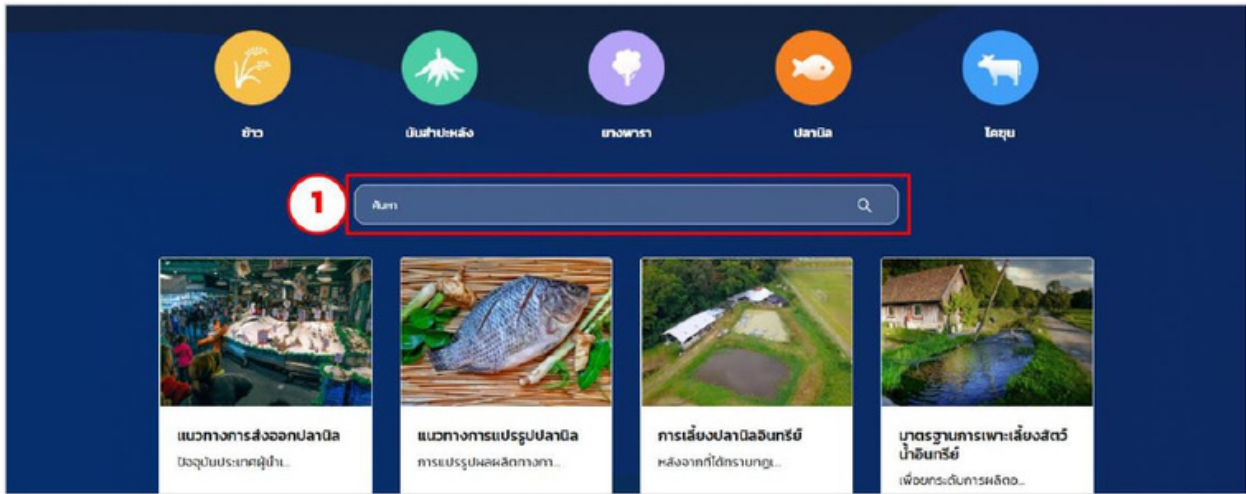 ข้าว
มันสำปะหลัง
ยางพารา
ปลานิล
โคขุน
1
ค้นหา
แนวทางการส่งออกปลานิล
ปัจจุบันประเทศผู้นำเ...
แนวทางการแปรรูปปลานิล
การแปรรูปผลผลิตทางกา...
การเลี้ยงปลานิลอินทรีย์
หลังจากที่ได้ทราบกฎเ...
มาตรฐานการเพาะเลี้ยงสัตว์
น้ำอินทรีย์
เพื่อยกระดับการผลิตอ...